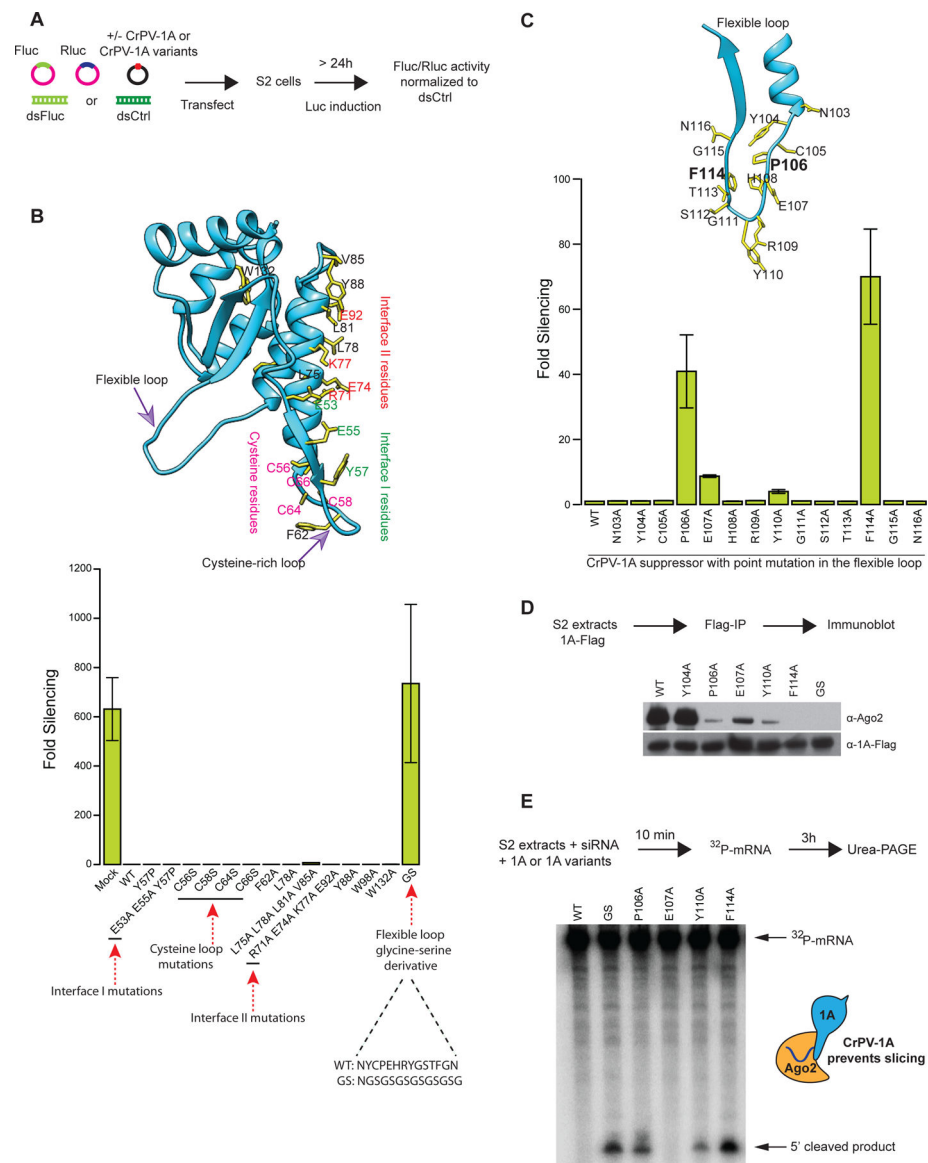 A
Fluc
Rluc
+/- CrPV-1A or
CrPV-1A variants
dsFluc
or
dsCtrl
Transfect
S2 cells
> 24h
Luc induction
Fluc/Rluc activity
normalized to
dsCtrl
B
W132
V85
Y88
E92
L81
L78
K77
L75
E74
R71
E53
E55
C56
Y57
C66
C58
C64
F62
Flexible loop
Cysteine-rich loop
Cysteine residues
Interface I residues
Interface II residues
Fold Silencing
1200
1000
800
600
400
200
0
Mock
WT
Y57P
E53A E55A Y57P
C56S
C58S
C64S
C66S
F62A
L78A
L75A L78A L81A V85A
R71A E74A K77A E92A
Y88A
W98A
W132A
GS
Interface I mutations
Cysteine loop
mutations
Interface II mutations
Flexible loop
glycine-serine
derivative
WT: NYCPEHRYGSTFGN
GS: NGSGSGSGSGSGSG
C
Flexible loop
N103
Y104
N116
G115
C105
P106
F114
H108
T113
E107
S112
G111
R109
Y110
Fold Silencing
100
80
60
40
20
0
WT
N103A
Y104A
C105A
P106A
E107A
H108A
R109A
Y110A
G111A
S112A
T113A
F114A
G115A
N116A
CrPV-1A suppressor with point mutation in the flexible loop
D
S2 extracts
1A-Flag
Flag-IP
Immunoblot
WT
Y104A
P106A
E107A
Y110A
F114A
GS
α-Ago2
α-1A-Flag
E
S2 extracts + siRNA
+ 1A or 1A variants
10 min
32P-mRNA
3h
Urea-PAGE
WT
GS
P106A
E107A
Y110A
F114A
32P-mRNA
1A
CrPV-1A
prevents slicing
Ago2
5' cleaved product